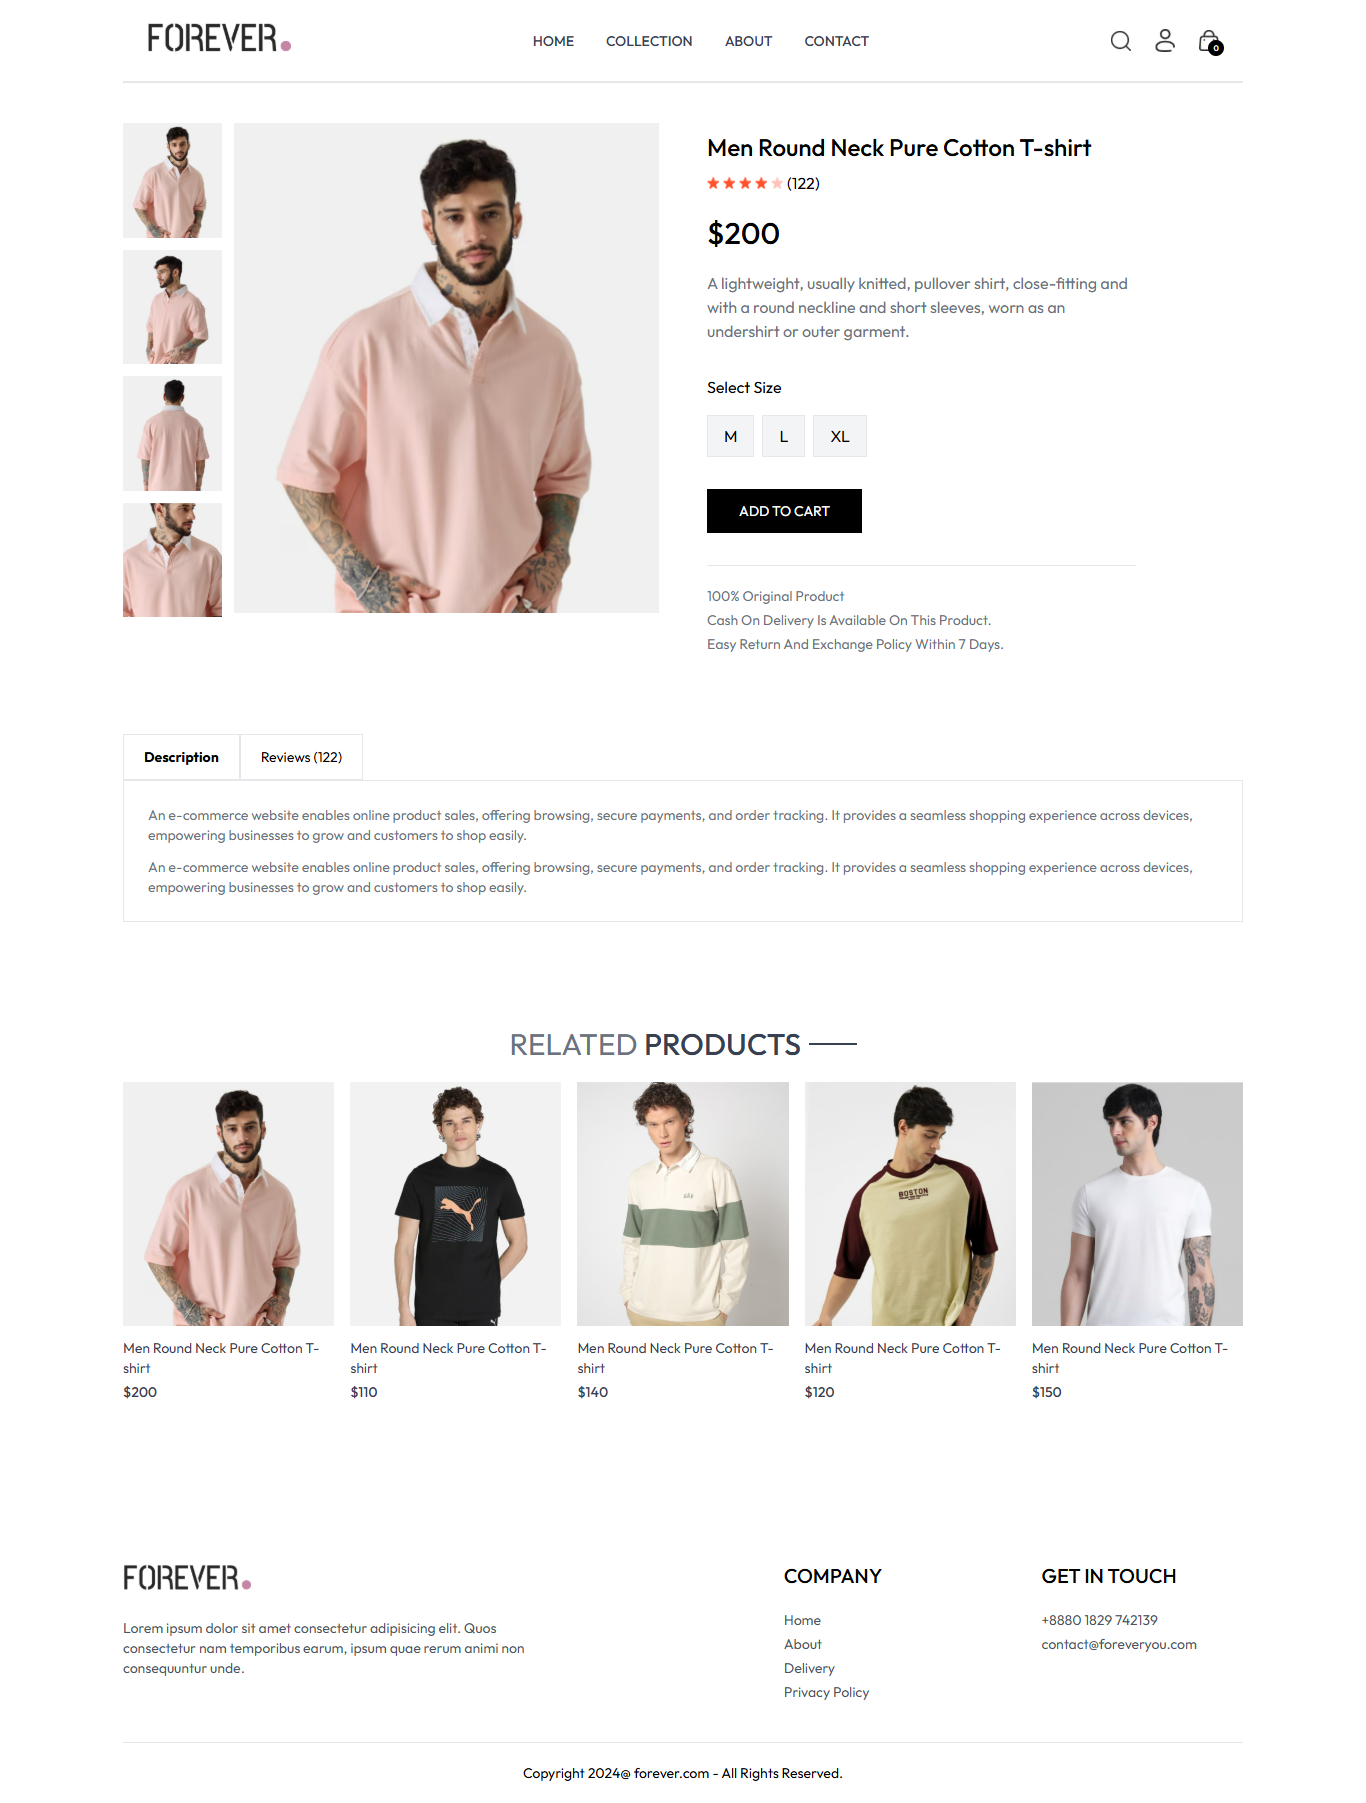 FOREVER.
HOME
COLLECTION
ABOUT
CONTACT
0
Men Round Neck Pure Cotton T-shirt
(122)
$200
A lightweight, usually knitted, pullover shirt, close-fitting and
with a round neckline and short sleeves, worn as an
undershirt or outer garment.
Select Size
M
L
XL
ADD TO CART
100% Original Product
Cash On Delivery Is Available On This Product.
Easy Return And Exchange Policy Within 7 Days.
Description
Reviews (122)
An e-commerce website enables online product sales, offering browsing, secure payments, and order tracking. It provides a seamless shopping experience across devices,
empowering businesses to grow and customers to shop easily.
An e-commerce website enables online product sales, offering browsing, secure payments, and order tracking. It provides a seamless shopping experience across devices,
empowering businesses to grow and customers to shop easily.
RELATED PRODUCTS
BOSTON
Men Round Neck Pure Cotton T-
shirt
$200
Men Round Neck Pure Cotton T-
shirt
$110
Men Round Neck Pure Cotton T-
shirt
$140
Men Round Neck Pure Cotton T-
shirt
$120
Men Round Neck Pure Cotton T-
shirt
$150
FOREVER.
Lorem ipsum dolor sit amet consectetur adipisicing elit. Quos
consectetur nam temporibus earum, ipsum quae rerum animi non
consequuntur unde.
COMPANY
Home
About
Delivery
Privacy Policy
GET IN TOUCH
+8880 1829 742139
contact@foreveryou.com
Copyright 2024@ forever.com - All Rights Reserved.